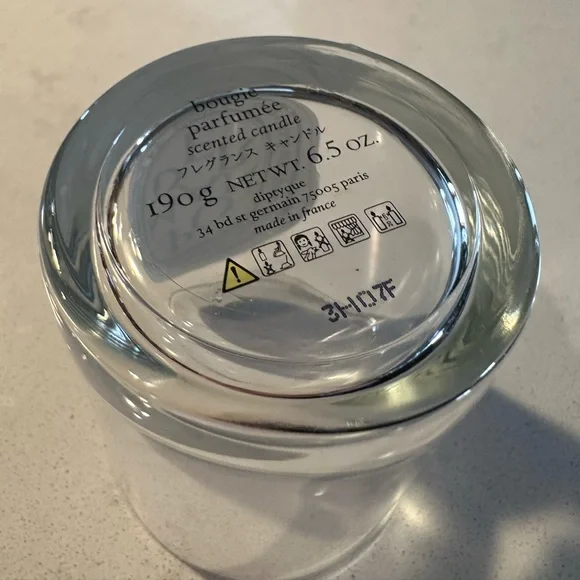 bougie
parfumée
scented candle
フレグランス キャンドル
190 g NET WT. 6.5 OZ.
diptyque
34 bd st germain 75005 paris
made in france